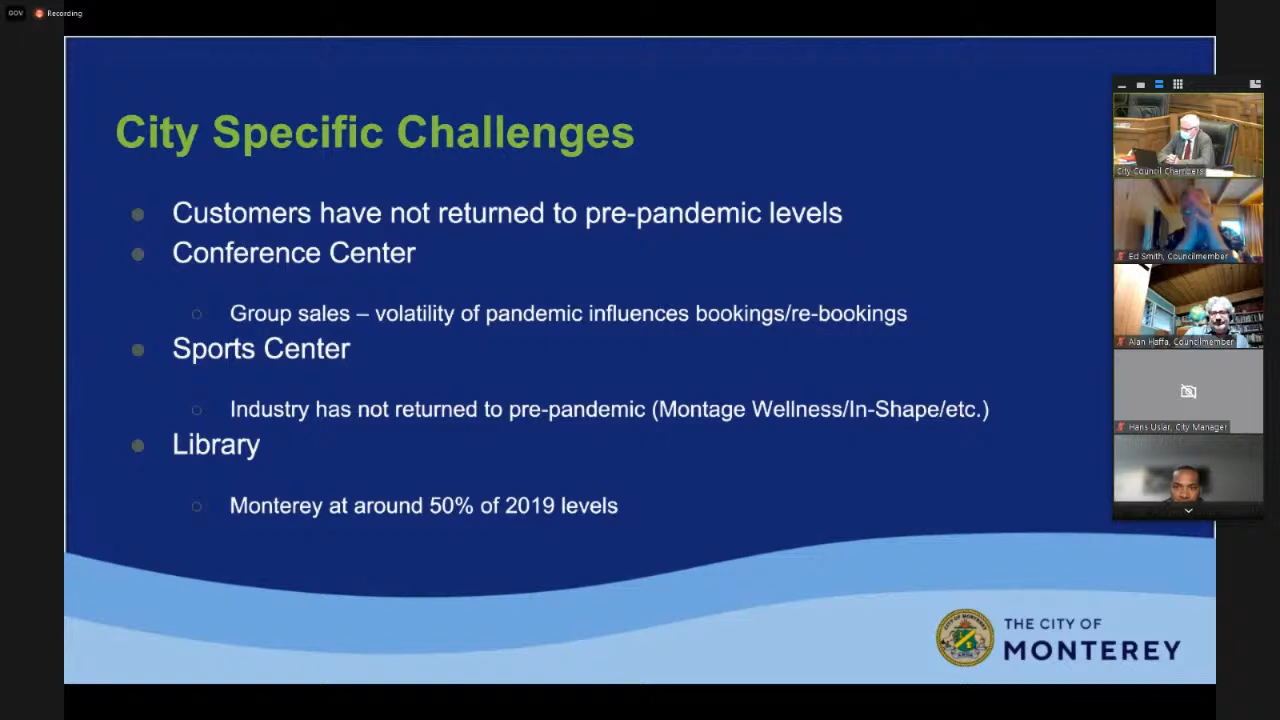 GOV Recording
City Specific Challenges
Customers have not returned to pre-pandemic levels
Conference Center
Group sales – volatility of pandemic influences bookings/re-bookings
Sports Center
Industry has not returned to pre-pandemic (Montage Wellness/In-Shape/etc.)
Library
Monterey at around 50% of 2019 levels
City Council Chambers
Ed Smith, Councilmember
Alan Haffa, Councilmember
Hans Uslar, City Manager
THE CITY OF
MONTEREY